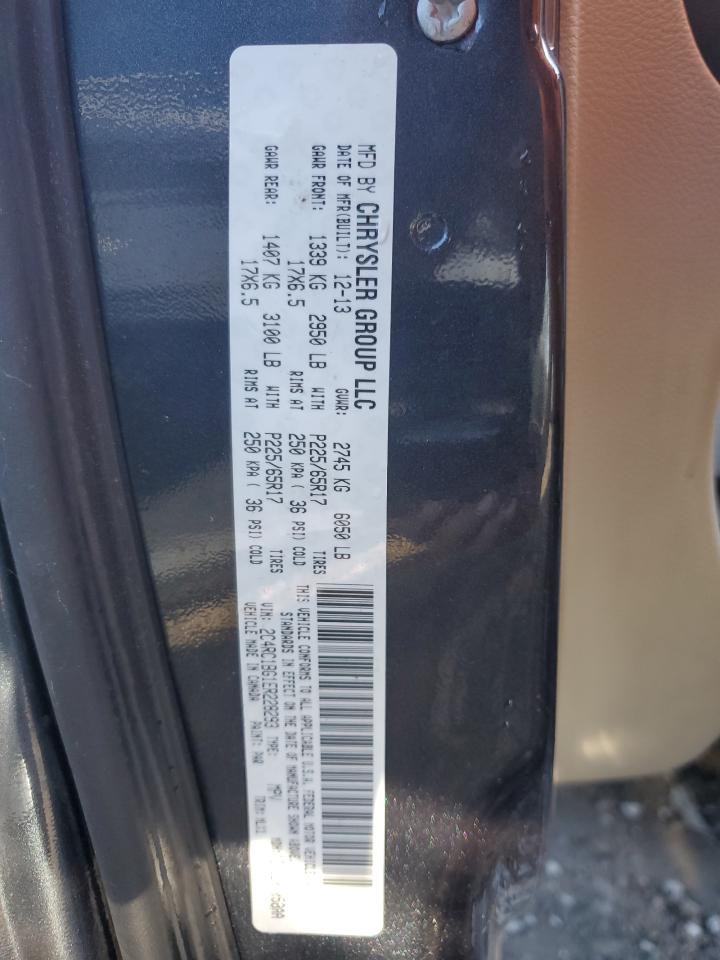 MFD BY CHRYSLER GROUP LLC
DATE OF MFR(BUILT): 12-13 GVWR: 2745 KG 6050 LB
GAWR FRONT: 1339 KG 2950 LB WITH P225/65R17 TIRES
17X6.5 RIMS AT 250 KPA ( 36 PSI) COLD
GAWR REAR: 1407 KG 3100 LB WITH P225/65R17 TIRES
17X6.5 RIMS AT 250 KPA ( 36 PSI) COLD
THIS VEHICLE CONFORMS TO ALL APPLICABLE U.S.A. FEDERAL MOTOR VEHICLE
STANDARDS IN EFFECT ON THE DATE OF MANUFACTURE SHOWN ABOVE.
VIN: 2C4RC1BG1ER228293 TYPE: MPV
VEHICLE MADE IN CANADA PAINT: PAR TRIM: